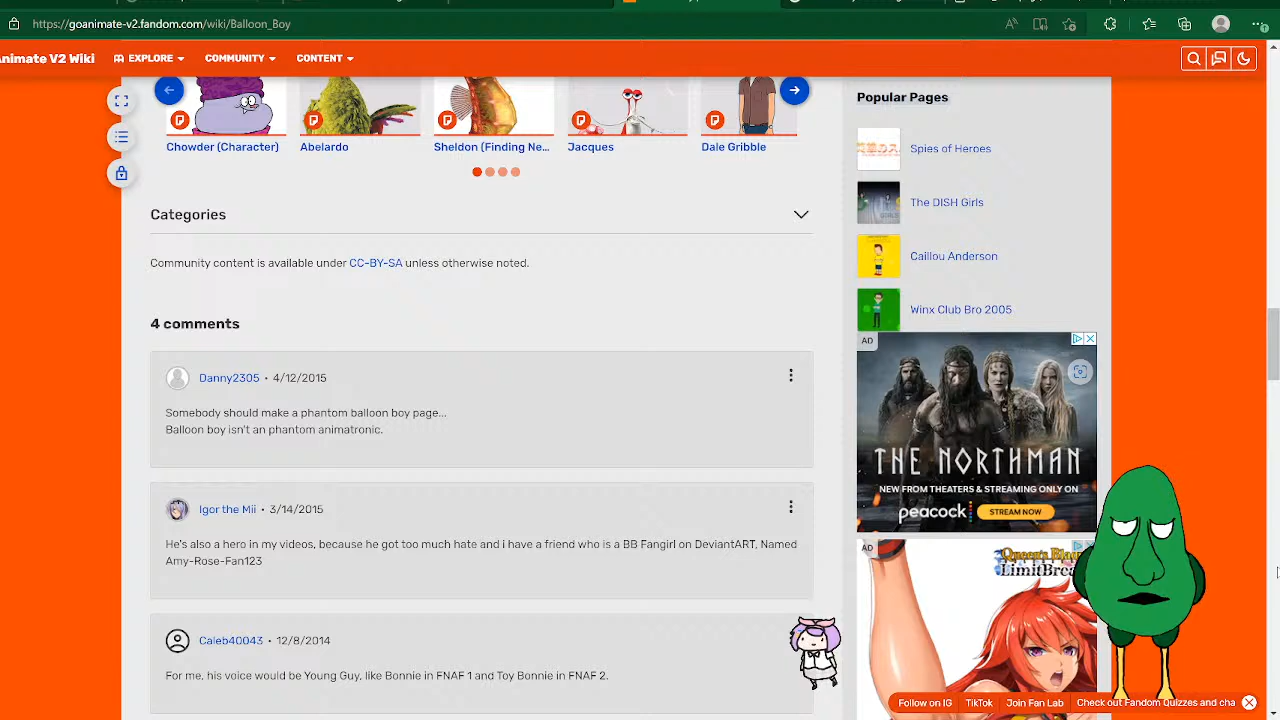 https://goanimate-v2.fandom.com/wiki/Balloon_Boy
Animate V2 Wiki
EXPLORE
COMMUNITY
CONTENT
Chowder (Character)
Abelardo
Sheldon (Finding Ne...
Jacques
Dale Gribble
Categories
Community content is available under CC-BY-SA unless otherwise noted.
4 comments
Danny2305 • 4/12/2015
Somebody should make a phantom balloon boy page...
Balloon boy isn't an phantom animatronic.
Igor the Mii • 3/14/2015
He's also a hero in my videos, because he got too much hate and i have a friend who is a BB Fangirl on DeviantART, Named
Amy-Rose-Fan123
Caleb40043 • 12/8/2014
For me, his voice would be Young Guy, like Bonnie in FNAF 1 and Toy Bonnie in FNAF 2.
Popular Pages
Spies of Heroes
The DISH Girls
Caillou Anderson
Winx Club Bro 2005
AD
THE NORTHMAN
NEW FROM THEATERS & STREAMING ONLY ON
peacock
STREAM NOW
AD
Queen's Bla
LimitBrea
Follow on IG
TikTok
Join Fan Lab
Check out Fandom Quizzes and cha